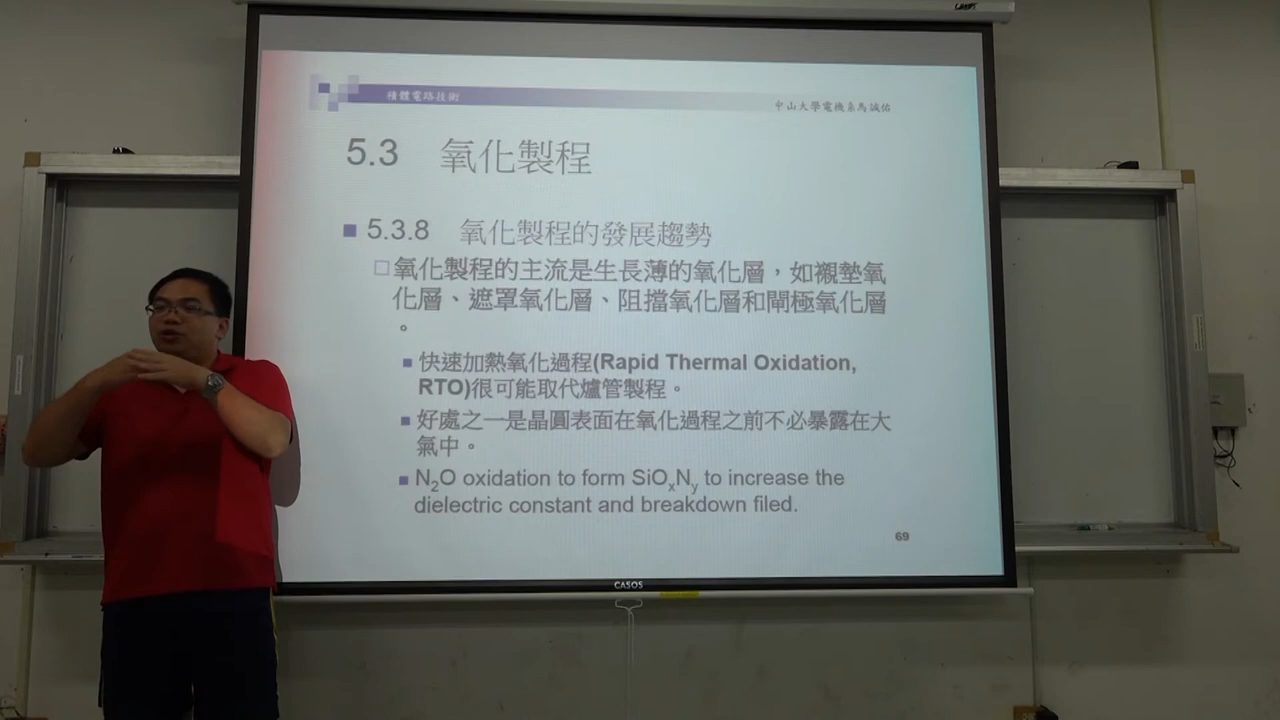 積體電路技術
中山大學電機系馬誠佑
5.3 氧化製程
5.3.8 氧化製程的發展趨勢
氧化製程的主流是生長薄的氧化層，如襯墊氧
化層、遮罩氧化層、阻擋氧化層和閘極氧化層
。
快速加熱氧化過程(Rapid Thermal Oxidation,
RTO)很可能取代爐管製程。
好處之一是晶圓表面在氧化過程之前不必暴露在大
氣中。
N2O oxidation to form SiOxNy to increase the
dielectric constant and breakdown filed.
69
CASOS